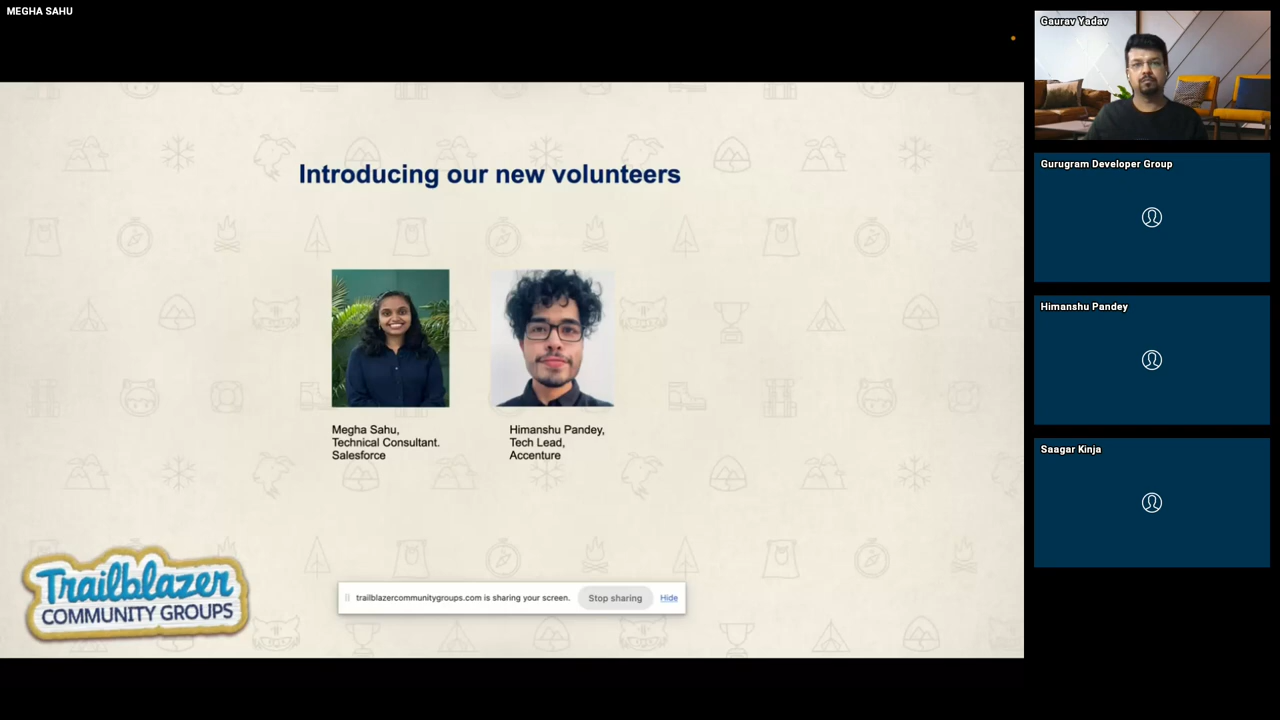 MEGHA SAHU
Gaurav Yadav
Introducing our new volunteers
Gurugram Developer Group
Himanshu Pandey
Megha Sahu,
Technical Consultant.
Salesforce
Himanshu Pandey,
Tech Lead,
Accenture
Saagar Kinja
Trailblazer
COMMUNITY GROUPS
trailblazercommunitygroups.com is sharing your screen.
Stop sharing
Hide